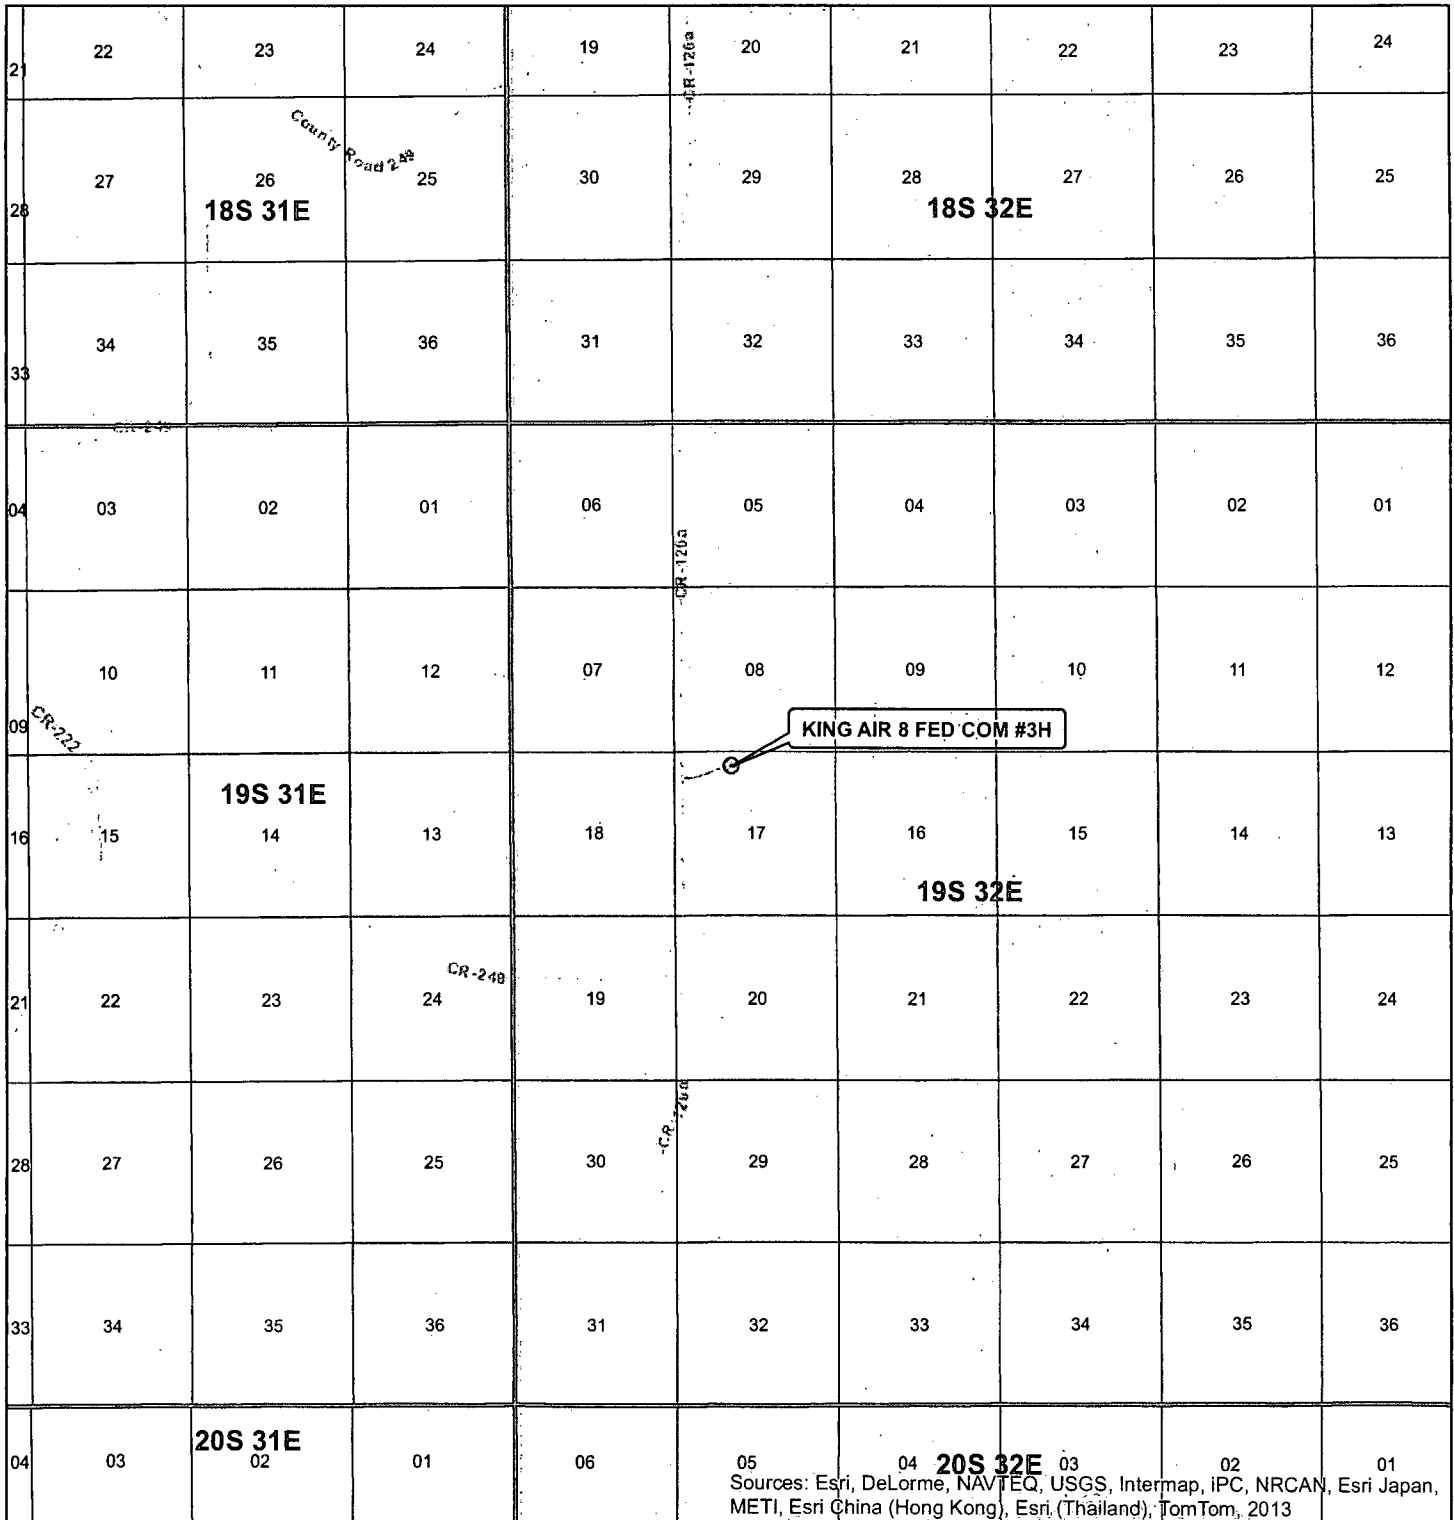 22 23 24 19 20 21 22 23 24
21
CR-126a
County Road 249
27 26 25 30 29 28 27 26 25
28
18S 31E 18S 32E
34 35 36 31 32 33 34 35 36
33
CR-249
04 03 02 01 06 05 04 03 02 01
CR-126a
10 11 12 07 08 09 10 11 12
09
CR-222
KING AIR 8 FED COM #3H
19S 31E
16 15 14 13 18 17 16 15 14 13
19S 32E
CR-248
21 22 23 24 19 20 21 22 23 24
CR-126a
28 27 26 25 30 29 28 27 26 25
33 34 35 36 31 32 33 34 35 36
20S 31E
04 03 02 01 06 05 04 20S 32E 03 02 01
Sources: Esri, DeLorme, NAVTEQ, USGS, Intermap, iPC, NRCAN, Esri Japan,
METI, Esri China (Hong Kong), Esri (Thailand), TomTom, 2013